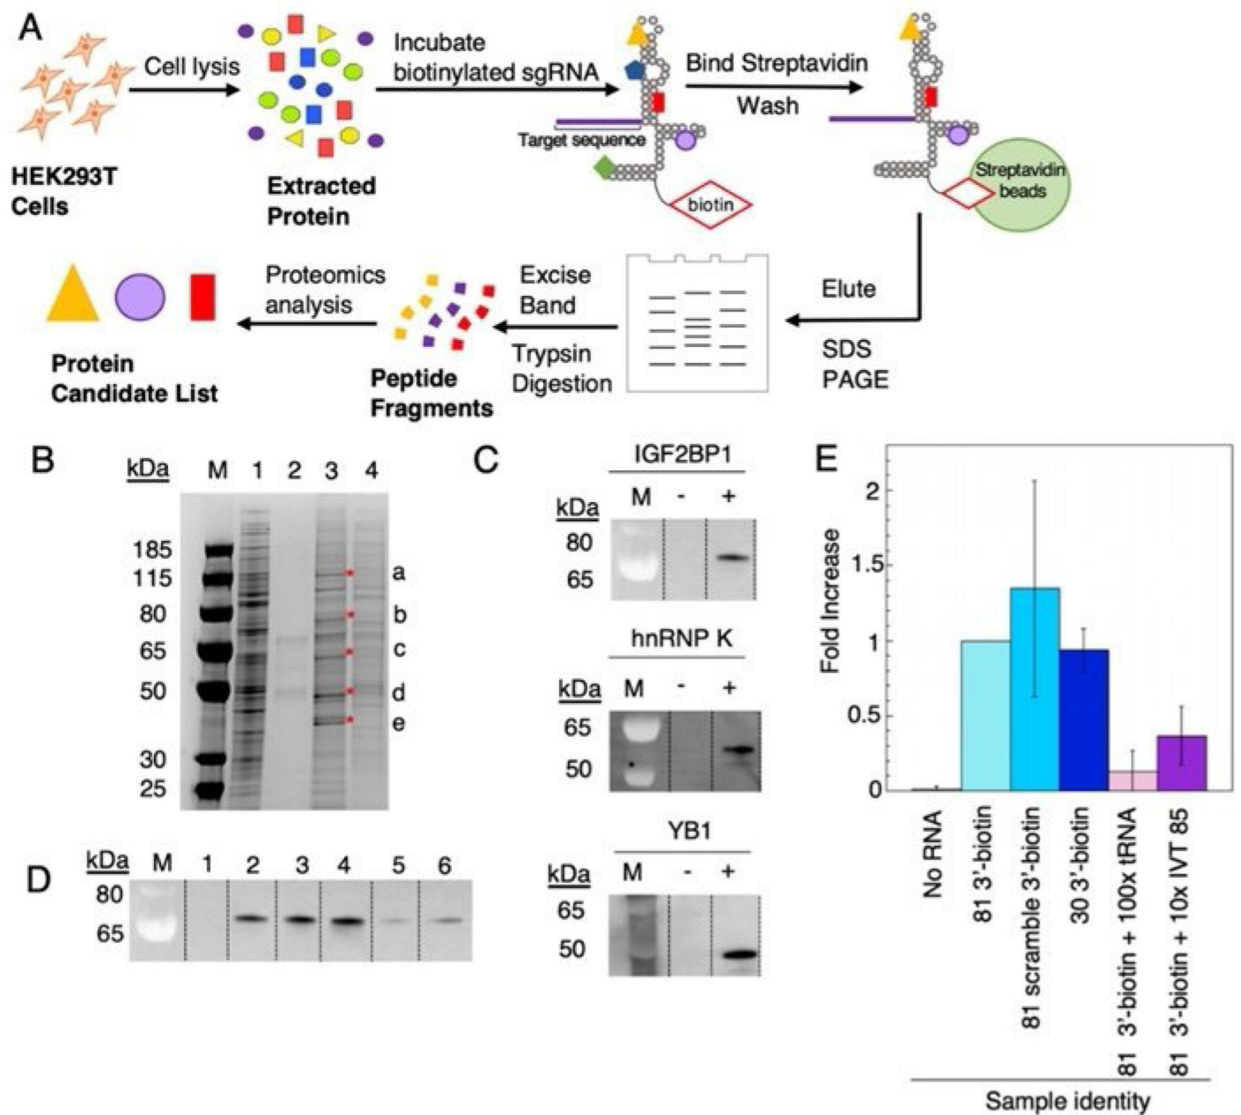 A
Cell lysis
Incubate
biotinylated sgRNA
Bind Streptavidin
Wash
Target sequence
HEK293T
Cells
Extracted
Protein
biotin
Streptavidin
beads
Proteomics
analysis
Excise
Band
Elute
Protein
Candidate List
Peptide
Fragments
Trypsin
Digestion
SDS
PAGE
B
kDa M 1 2 3 4
185
115
80
65
50
30
25
a
b
c
d
e
C
IGF2BP1
kDa M - +
80
65
hnRNP K
kDa M - +
65
50
YB1
kDa M - +
65
50
D
kDa M 1 2 3 4 5 6
80
65
E
Fold Increase
2
1.5
1
0.5
0
No RNA
81 3'-biotin
81 scramble 3'-biotin
30 3'-biotin
81 3'-biotin + 100x tRNA
81 3'-biotin + 10x IVT 85
Sample identity